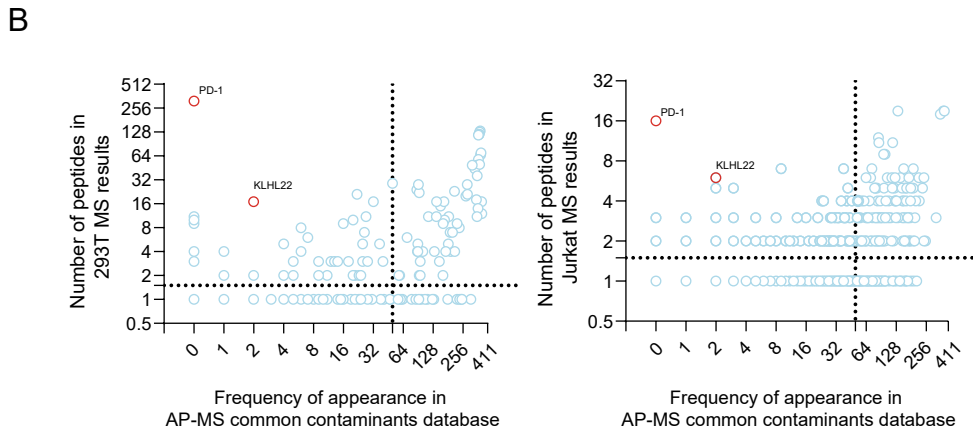 B
Number of peptides in
293T MS results
512
256
128
64
32
16
8
4
2
1
0.5
PD-1
KLHL22
0 1 2 4 8 16 32 64 128 256 411
Frequency of appearance in
AP-MS common contaminants database
Number of peptides in
Jurkat MS results
32
16
8
4
2
1
0.5
PD-1
KLHL22
0 1 2 4 8 16 32 64 128 256 411
Frequency of appearance in
AP-MS common contaminants database